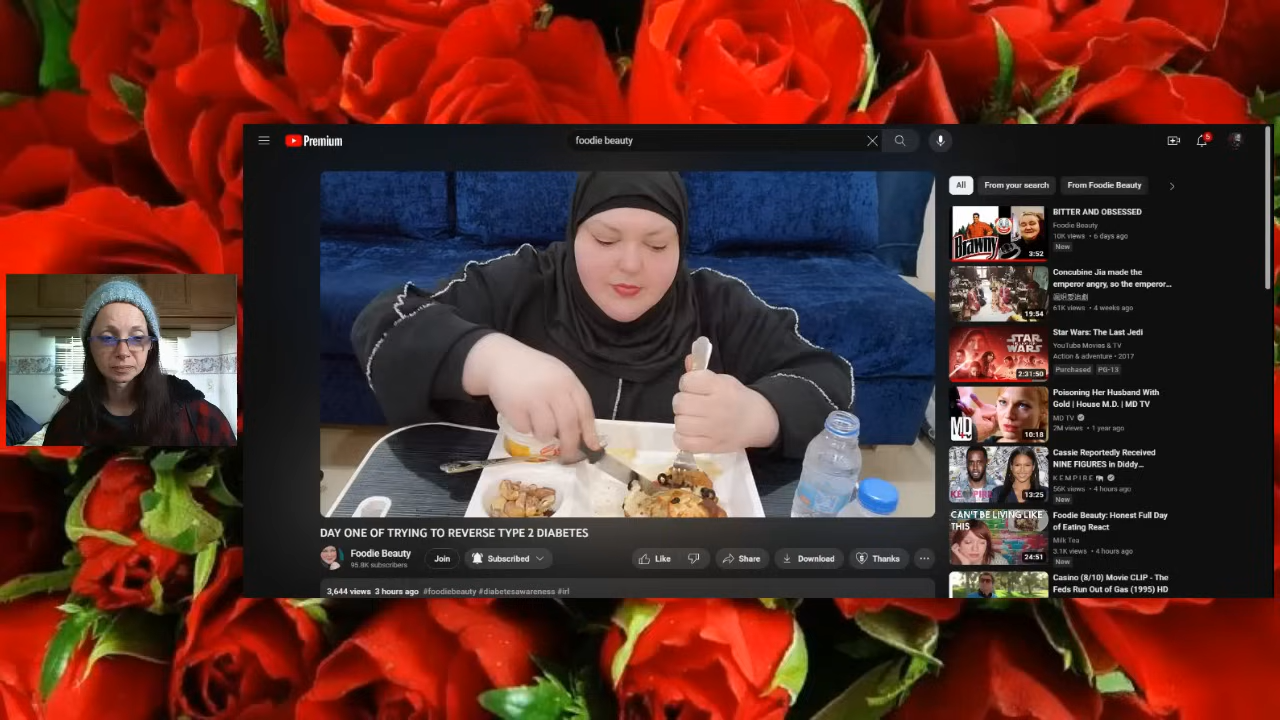 Premium
foodie beauty
5
All
From your search
From Foodie Beauty
BITTER AND OBSESSED
Foodie Beauty
10K views • 6 days ago
New
Brawny
3:52
Concubine Jia made the
emperor angry, so the emperor...
61K views • 4 weeks ago
19:54
Star Wars: The Last Jedi
YouTube Movies & TV
Action & adventure • 2017
Purchased
PG-13
STAR WARS
2:31:50
Poisoning Her Husband With
Gold | House M.D. | MD TV
MD TV
2M views • 1 year ago
MD
10:18
Cassie Reportedly Received
NINE FIGURES in Diddy...
KEMPIRE
56K views • 4 hours ago
New
13:25
CAN'T BE LIVING LIKE
THIS
Foodie Beauty: Honest Full Day
of Eating React
Milk Tea
3.1K views • 4 hours ago
New
24:51
Casino (8/10) Movie CLIP - The
Feds Run Out of Gas (1995) HD
DAY ONE OF TRYING TO REVERSE TYPE 2 DIABETES
Foodie Beauty
95.8K subscribers
Join
Subscribed
Like
Share
Download
Thanks
3,644 views 3 hours ago #foodiebeauty #diabetesawareness #irl